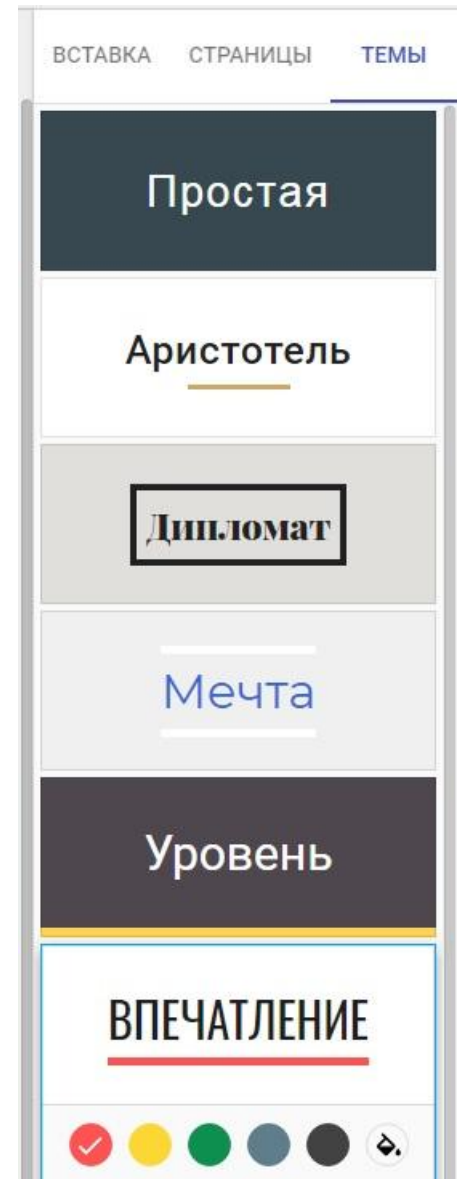 ВСТАВКА СТРАНИЦЫ ТЕМЫ
Простая
Аристотель
Дипломат
Мечта
Уровень
ВПЕЧАТЛЕНИЕ